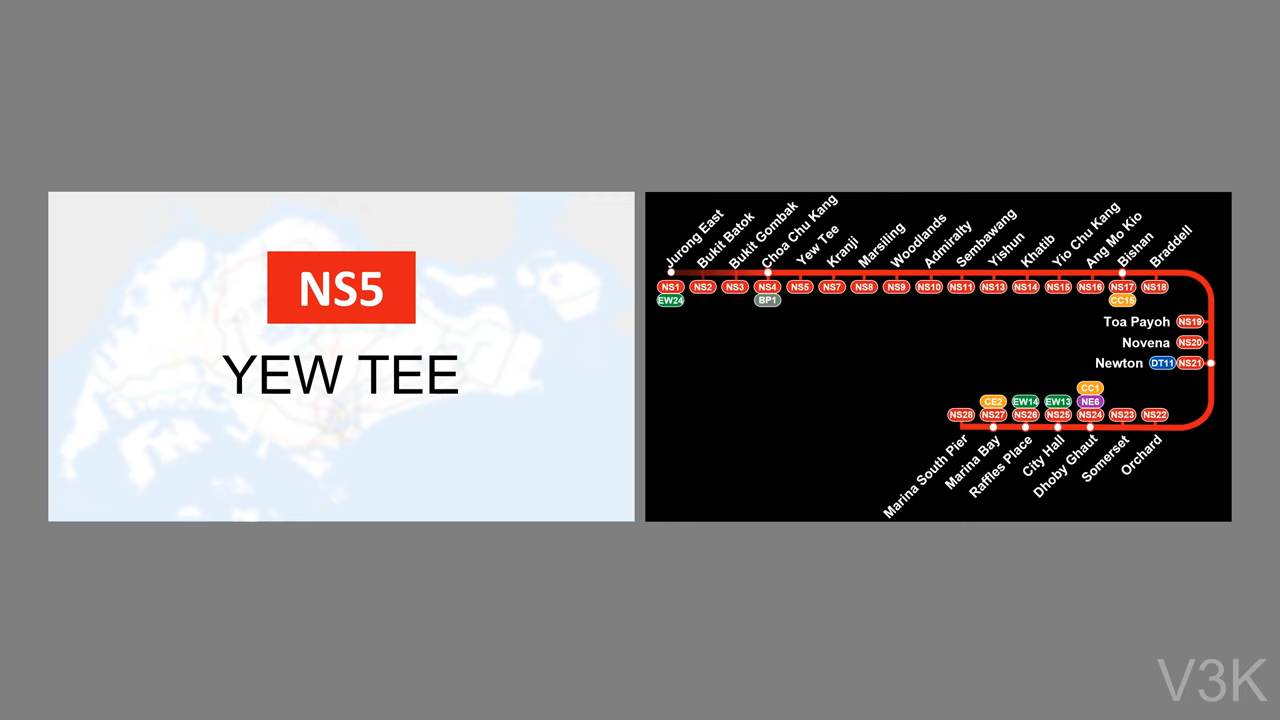 NS5
YEW TEE
Jurong East
Bukit Batok
Bukit Gombak
Choa Chu Kang
Yew Tee
Kranji
Marsiling
Woodlands
Admiralty
Sembawang
Yishun
Khatib
Yio Chu Kang
Ang Mo Kio
Bishan
Braddell
NS1 NS2 NS3 NS4 NS5 NS7 NS8 NS9 NS10 NS11 NS13 NS14 NS15 NS16 NS17 NS18
EW24 BP1 CC15
Toa Payoh NS19
Novena NS20
Newton DT11 NS21
CC1
CE2 EW14 EW13 NE6
NS28 NS27 NS26 NS25 NS24 NS23 NS22
Marina South Pier
Marina Bay
Raffles Place
City Hall
Dhoby Ghaut
Somerset
Orchard
V3K